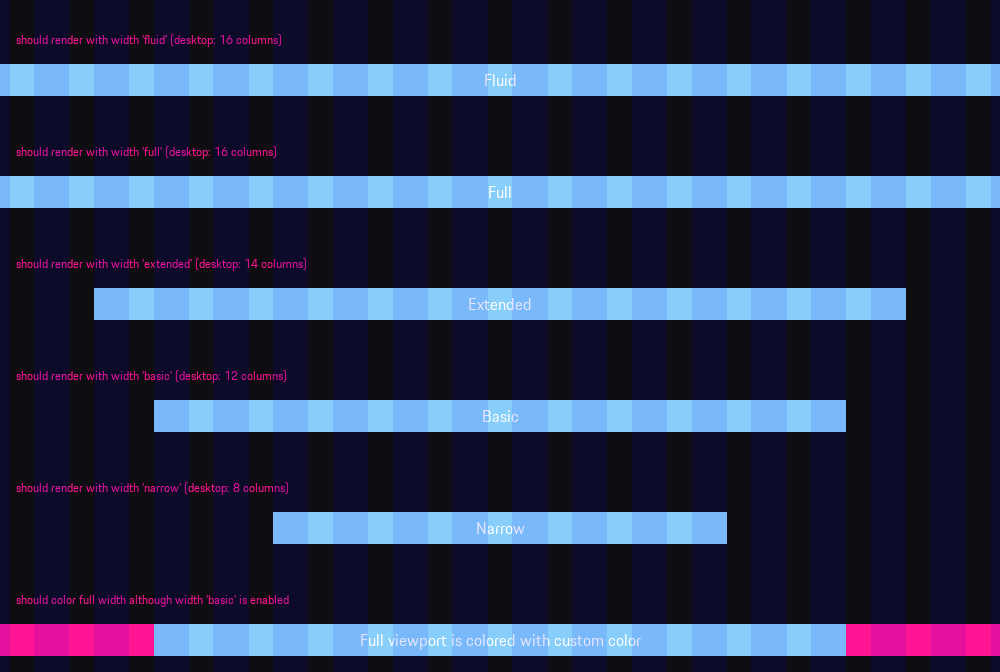 should render with width 'fluid' (desktop: 16 columns)
Fluid
should render with width 'full' (desktop: 16 columns)
Full
should render with width 'extended' (desktop: 14 columns)
Extended
should render with width 'basic' (desktop: 12 columns)
Basic
should render with width 'narrow' (desktop: 8 columns)
Narrow
should color full width although width 'basic' is enabled
Full viewport is colored with custom color